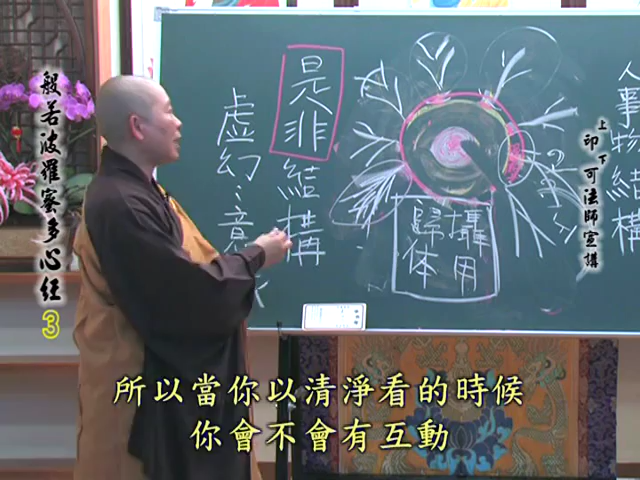 般若波羅蜜多心經
3
虛幻
是非結構
攝用
歸体
人事物結構
上印下可法師宣講
所以當你以清淨看的時候
你會不會有互動